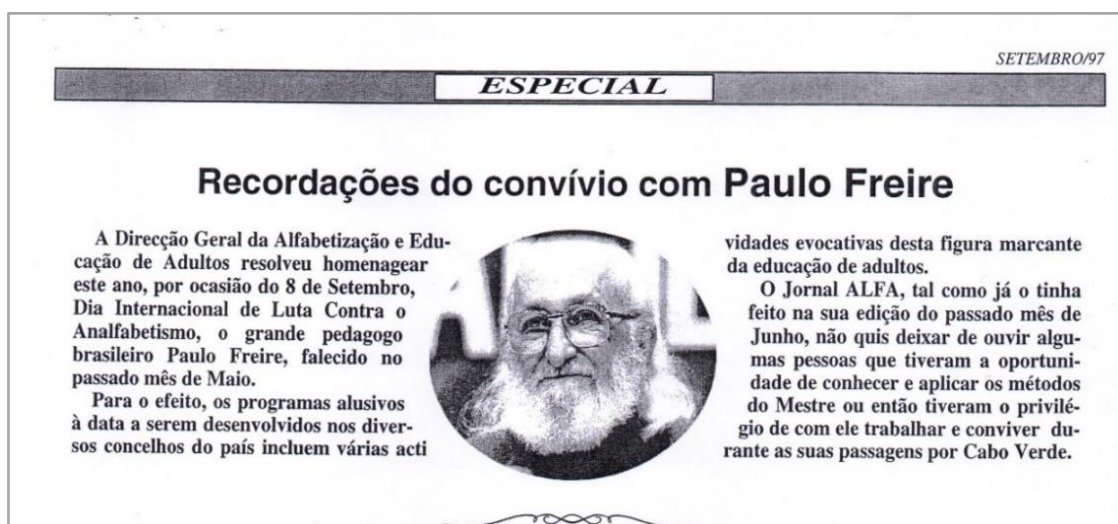 SETEMBRO/97
ESPECIAL
Recordações do convívio com Paulo Freire
A Direcção Geral da Alfabetização e Edu-
cação de Adultos resolveu homenagear
este ano, por ocasião do 8 de Setembro,
Dia Internacional de Luta Contra o
Analfabetismo, o grande pedagogo
brasileiro Paulo Freire, falecido no
passado mês de Maio.
Para o efeito, os programas alusivos
à data a serem desenvolvidos nos diver-
sos concelhos do país incluem várias acti
vidades evocativas desta figura marcante
da educação de adultos.
O Jornal ALFA, tal como já o tinha
feito na sua edição do passado mês de
Junho, não quis deixar de ouvir algu-
mas pessoas que tiveram a oportuni-
dade de conhecer e aplicar os métodos
do Mestre ou então tiveram o privilé-
gio de com ele trabalhar e conviver du-
rante as suas passagens por Cabo Verde.